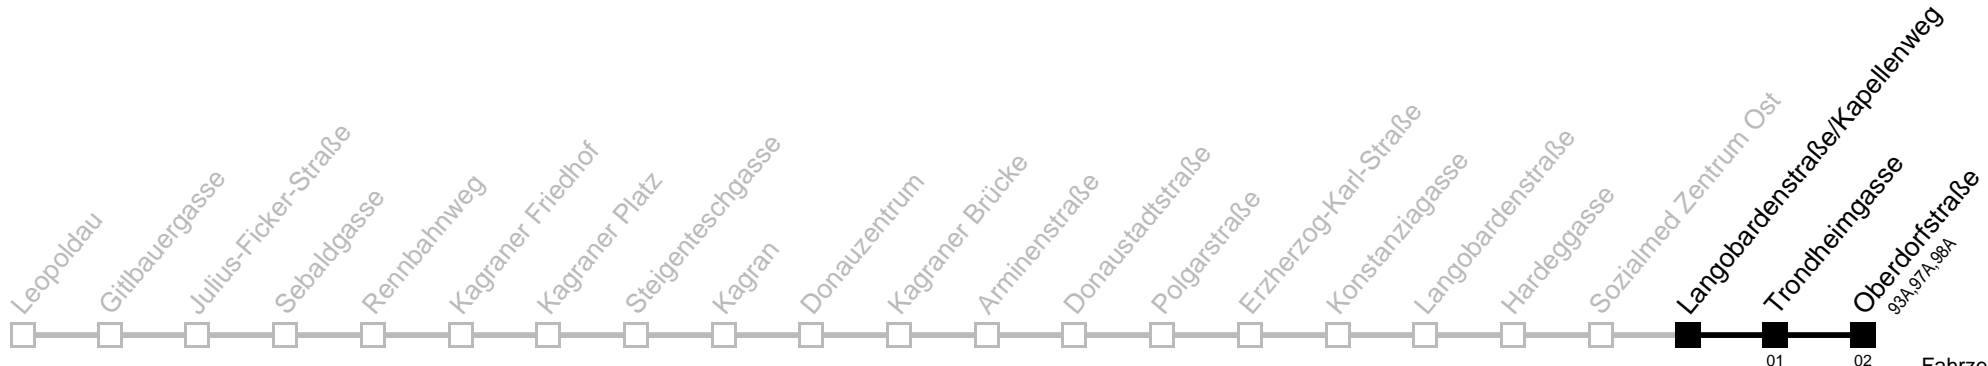 Leopoldau
Gitlbauergasse
Julius-Ficker-Straße
Sebaldgasse
Rennbahnweg
Kagraner Friedhof
Kagraner Platz
Steigenteschgasse
Kagran
Donauzentrum
Kagraner Brücke
Arminenstraße
Donaustadtstraße
Polgarstraße
Erzherzog-Karl-Straße
Konstanziagasse
Langobardenstraße
Hardeggasse
Sozialmed Zentrum Ost
Langobardenstraße/Kapellenweg
Trondheimgasse
Oberdorfstraße
93A,97A,98A
01
02